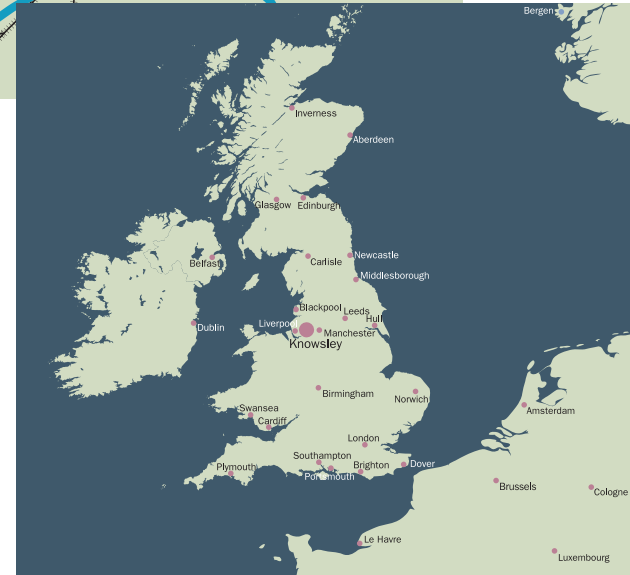 Bergen
Inverness
Aberdeen
Glasgow
Edinburgh
Belfast
Carlisle
Newcastle
Middlesborough
Blackpool
Leeds
Hull
Dublin
Liverpool
Manchester
Knowsley
Birmingham
Norwich
Amsterdam
Swansea
Cardiff
London
Southampton
Portsmouth
Brighton
Dover
Plymouth
Brussels
Cologne
Le Havre
Luxembourg